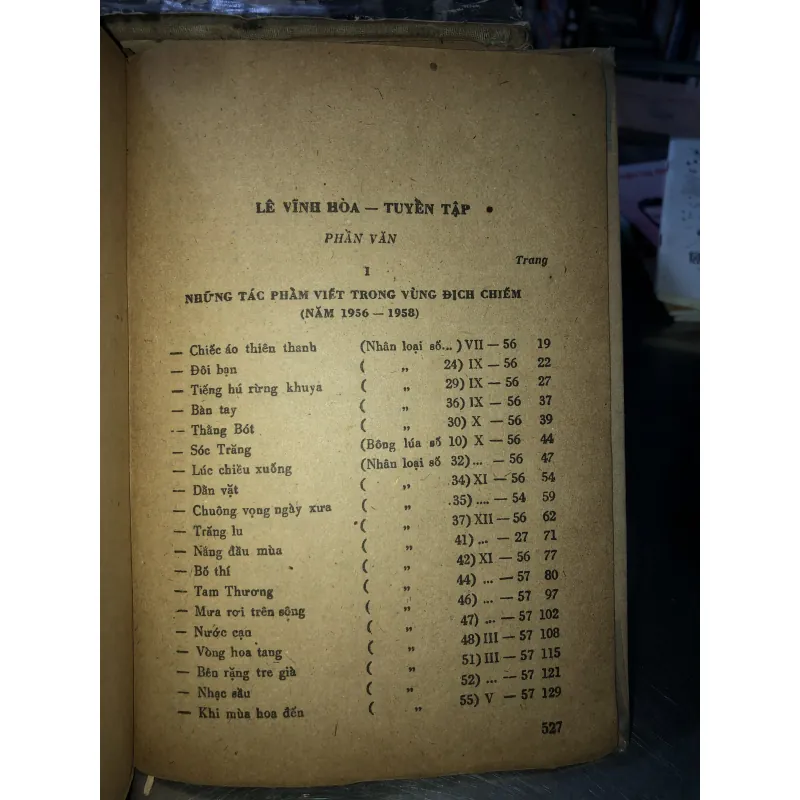 LÊ VĨNH HÒA — TUYỂN TẬP •
PHẦN VĂN
Trang
I
NHỮNG TÁC PHẨM VIẾT TRONG VÙNG ĐỊCH CHIẾM
(NĂM 1956 — 1958)
— Chiếc áo thiên thanh (Nhân loại số... ) VII — 56 19
— Đôi bạn ( „ 24) IX — 56 22
— Tiếng hú rừng khuya ( „ 29) IX — 56 27
— Bàn tay ( „ 36) IX — 56 37
— Thằng Bót ( „ 30) X — 56 39
— Sóc Trăng (Bông lúa số 10) X — 56 44
— Lúc chiều xuống (Nhân loại số 32)... — 56 47
— Dằn vặt ( „ 34) XI — 56 54
— Chuông vọng ngày xưa ( „ 35).... — 54 59
— Trăng lu ( „ 37) XII — 56 62
— Nắng đầu mùa ( „ 41) ... — 27 71
— Bố thí ( „ 42) XI — 56 77
— Tam Thương ( „ 44) ... — 57 80
— Mưa rơi trên sông ( „ 46) ... — 57 97
— Nước cạn ( „ 47) ... — 57 102
— Vòng hoa tang ( „ 48) III — 57 108
— Bên rặng tre già ( „ 51) III — 57 115
— Nhạc sầu ( „ 52) ... — 57 121
— Khi mùa hoa đến ( „ 55) V — 57 129
527